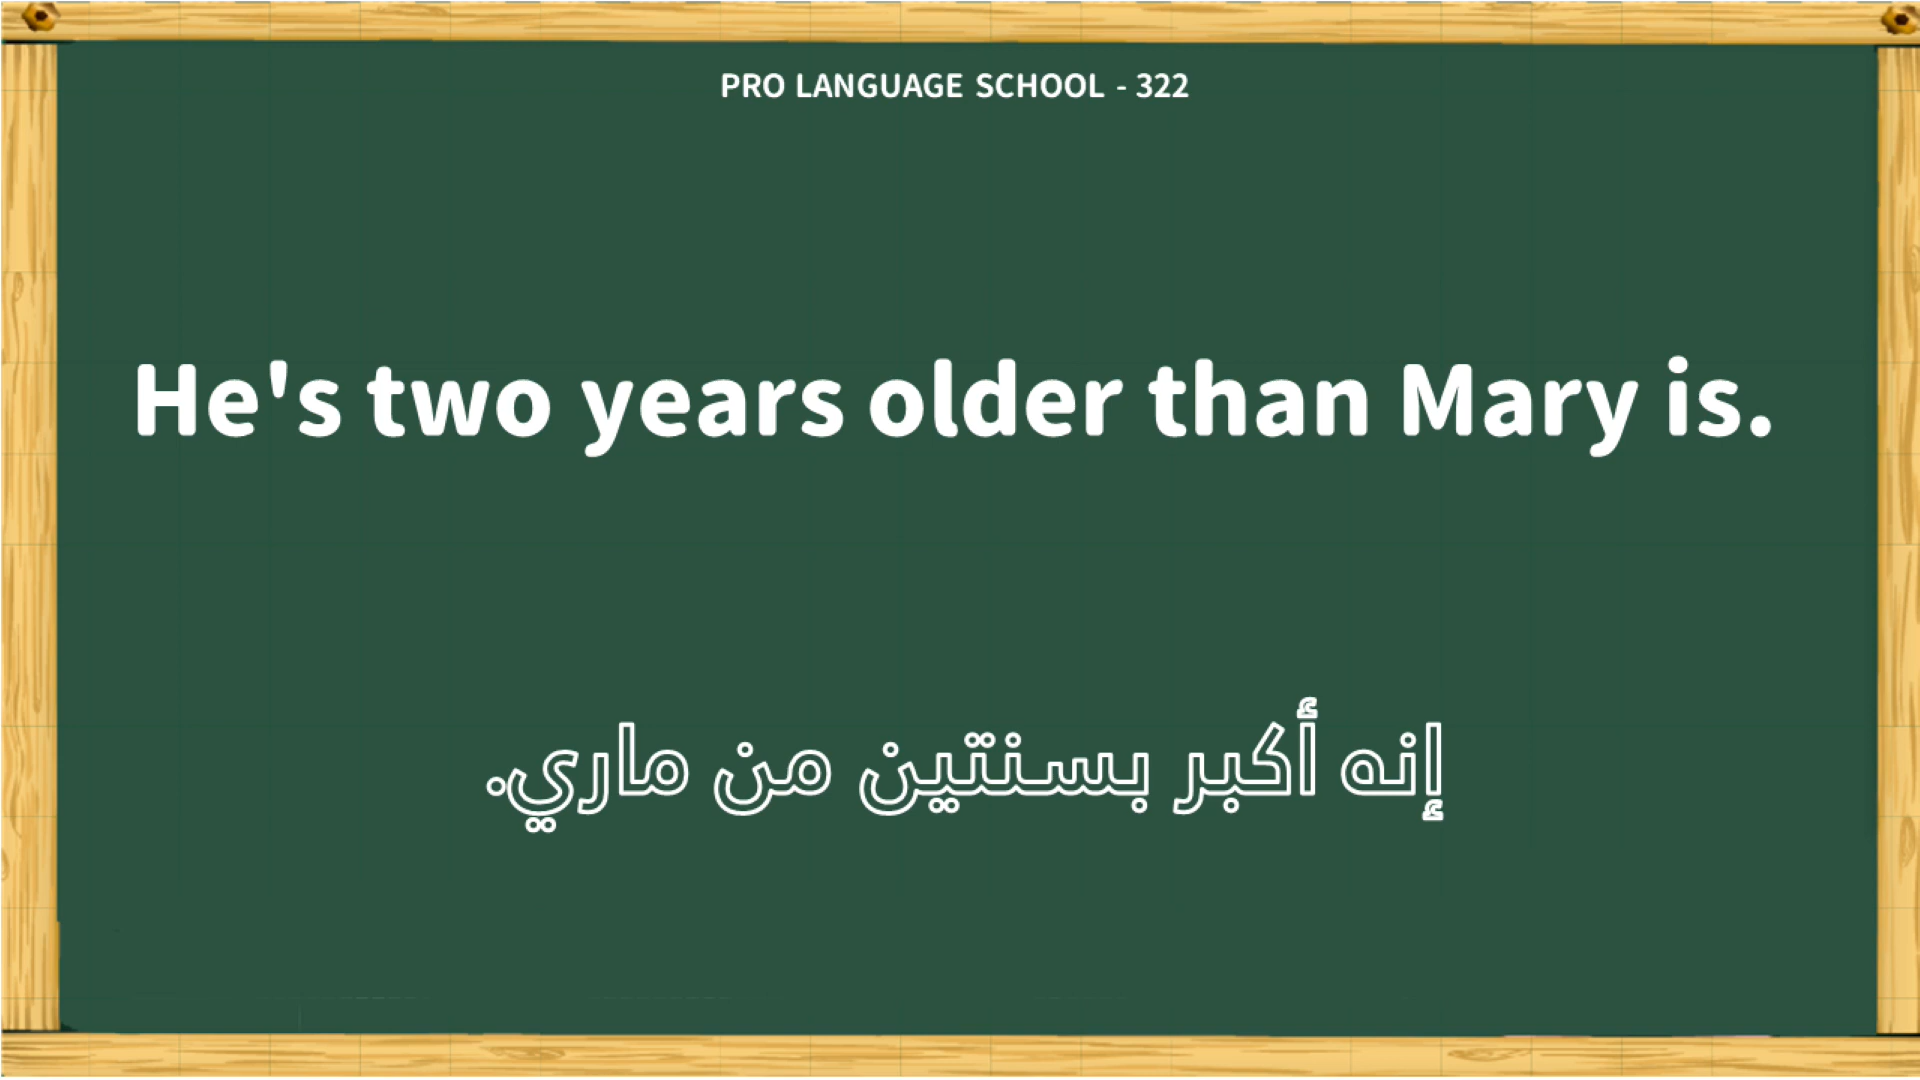 PRO LANGUAGE SCHOOL - 322
He's two years older than Mary is.
إنه أكبر بسنتين من ماري.